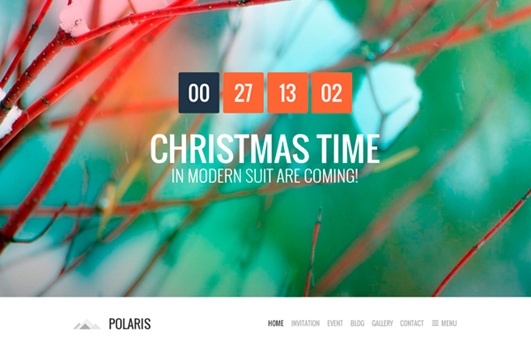 00 27 13 02
CHRISTMAS TIME
IN MODERN SUIT ARE COMING!
POLARIS HOME INVITATION EVENT BLOG GALLERY CONTACT MENU